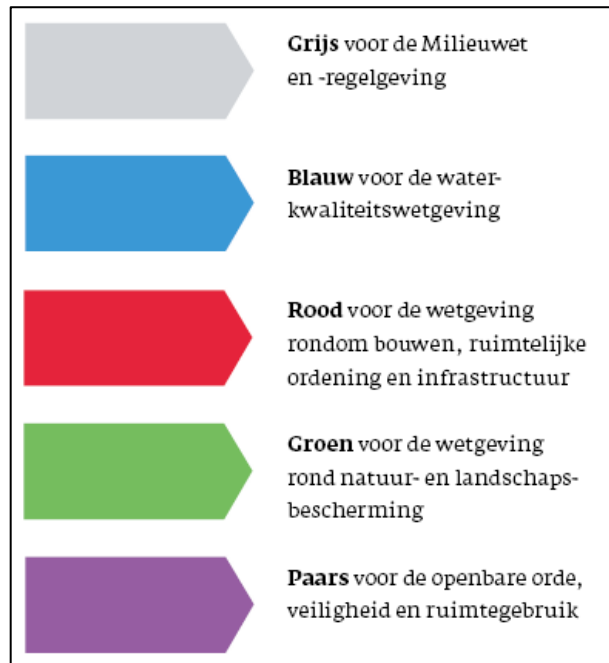 Grijs voor de Milieuwet
en -regelgeving
Blauw voor de water-
kwaliteitswetgeving
Rood voor de wetgeving
rondom bouwen, ruimtelijke
ordening en infrastructuur
Groen voor de wetgeving
rond natuur- en landschaps-
bescherming
Paars voor de openbare orde,
veiligheid en ruimtegebruik